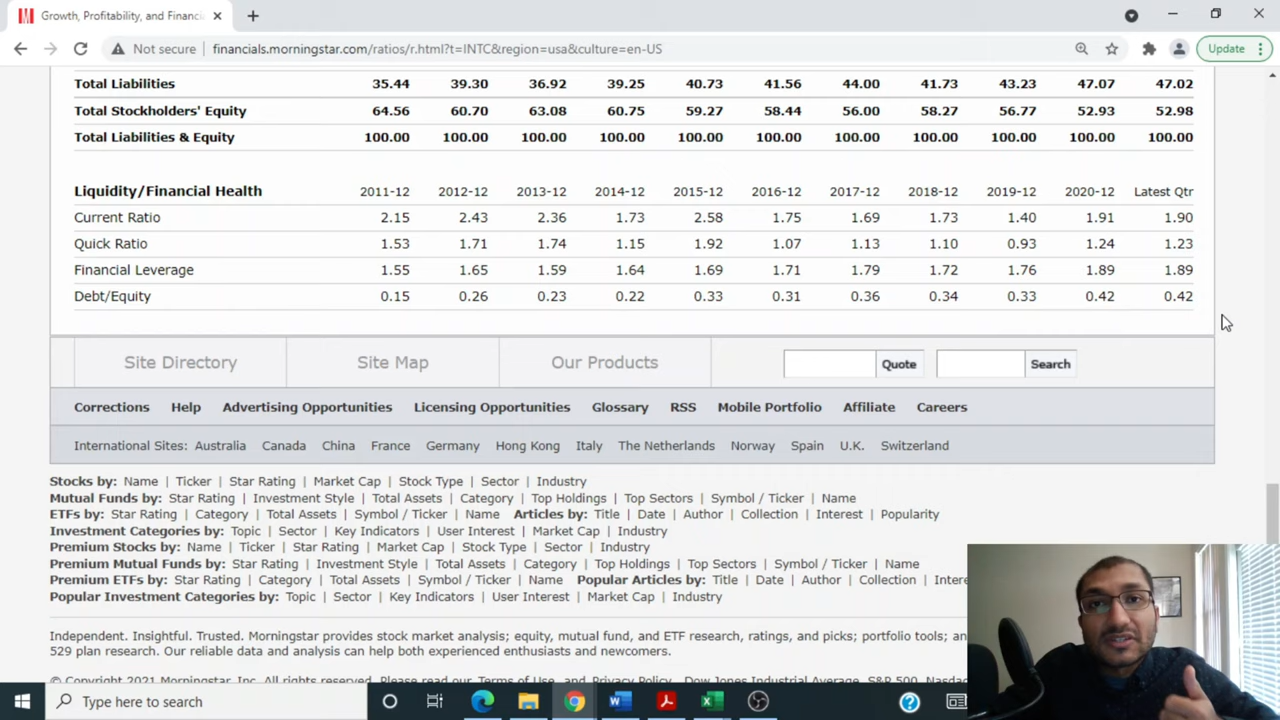 Growth, Profitability, and Financi
Not secure financials.morningstar.com/ratios/r.html?t=INTC&region=usa&culture=en-US Update
Total Liabilities 35.44 39.30 36.92 39.25 40.73 41.56 44.00 41.73 43.23 47.07 47.02
Total Stockholders' Equity 64.56 60.70 63.08 60.75 59.27 58.44 56.00 58.27 56.77 52.93 52.98
Total Liabilities & Equity 100.00 100.00 100.00 100.00 100.00 100.00 100.00 100.00 100.00 100.00 100.00
Liquidity/Financial Health 2011-12 2012-12 2013-12 2014-12 2015-12 2016-12 2017-12 2018-12 2019-12 2020-12 Latest Qtr
Current Ratio 2.15 2.43 2.36 1.73 2.58 1.75 1.69 1.73 1.40 1.91 1.90
Quick Ratio 1.53 1.71 1.74 1.15 1.92 1.07 1.13 1.10 0.93 1.24 1.23
Financial Leverage 1.55 1.65 1.59 1.64 1.69 1.71 1.79 1.72 1.76 1.89 1.89
Debt/Equity 0.15 0.26 0.23 0.22 0.33 0.31 0.36 0.34 0.33 0.42 0.42
Site Directory Site Map Our Products Quote Search
Corrections Help Advertising Opportunities Licensing Opportunities Glossary RSS Mobile Portfolio Affiliate Careers
International Sites: Australia Canada China France Germany Hong Kong Italy The Netherlands Norway Spain U.K. Switzerland
Stocks by: Name | Ticker | Star Rating | Market Cap | Stock Type | Sector | Industry
Mutual Funds by: Star Rating | Investment Style | Total Assets | Category | Top Holdings | Top Sectors | Symbol / Ticker | Name
ETFs by: Star Rating | Category | Total Assets | Symbol / Ticker | Name Articles by: Title | Date | Author | Collection | Interest | Popularity
Investment Categories by: Topic | Sector | Key Indicators | User Interest | Market Cap | Industry
Premium Stocks by: Name | Ticker | Star Rating | Market Cap | Stock Type | Sector | Industry
Premium Mutual Funds by: Star Rating | Investment Style | Total Assets | Category | Top Holdings | Top Sectors | Symbol / Ticker | Name
Premium ETFs by: Star Rating | Category | Total Assets | Symbol / Ticker | Name Popular Articles by: Title | Date | Author | Collection | Intere
Popular Investment Categories by: Topic | Sector | Key Indicators | User Interest | Market Cap | Industry
Independent. Insightful. Trusted. Morningstar provides stock market analysis; equity, mutual fund, and ETF research, ratings, and picks; portfolio tools; an
529 plan research. Our reliable data and analysis can help both experienced enthusiasts and newcomers.
© Copyright 2021 Morningstar, Inc. All rights reserved. Please read our Terms of Privacy Policy. Dow Jones Industrial Average, S&P 500, Nasda
Type here to search